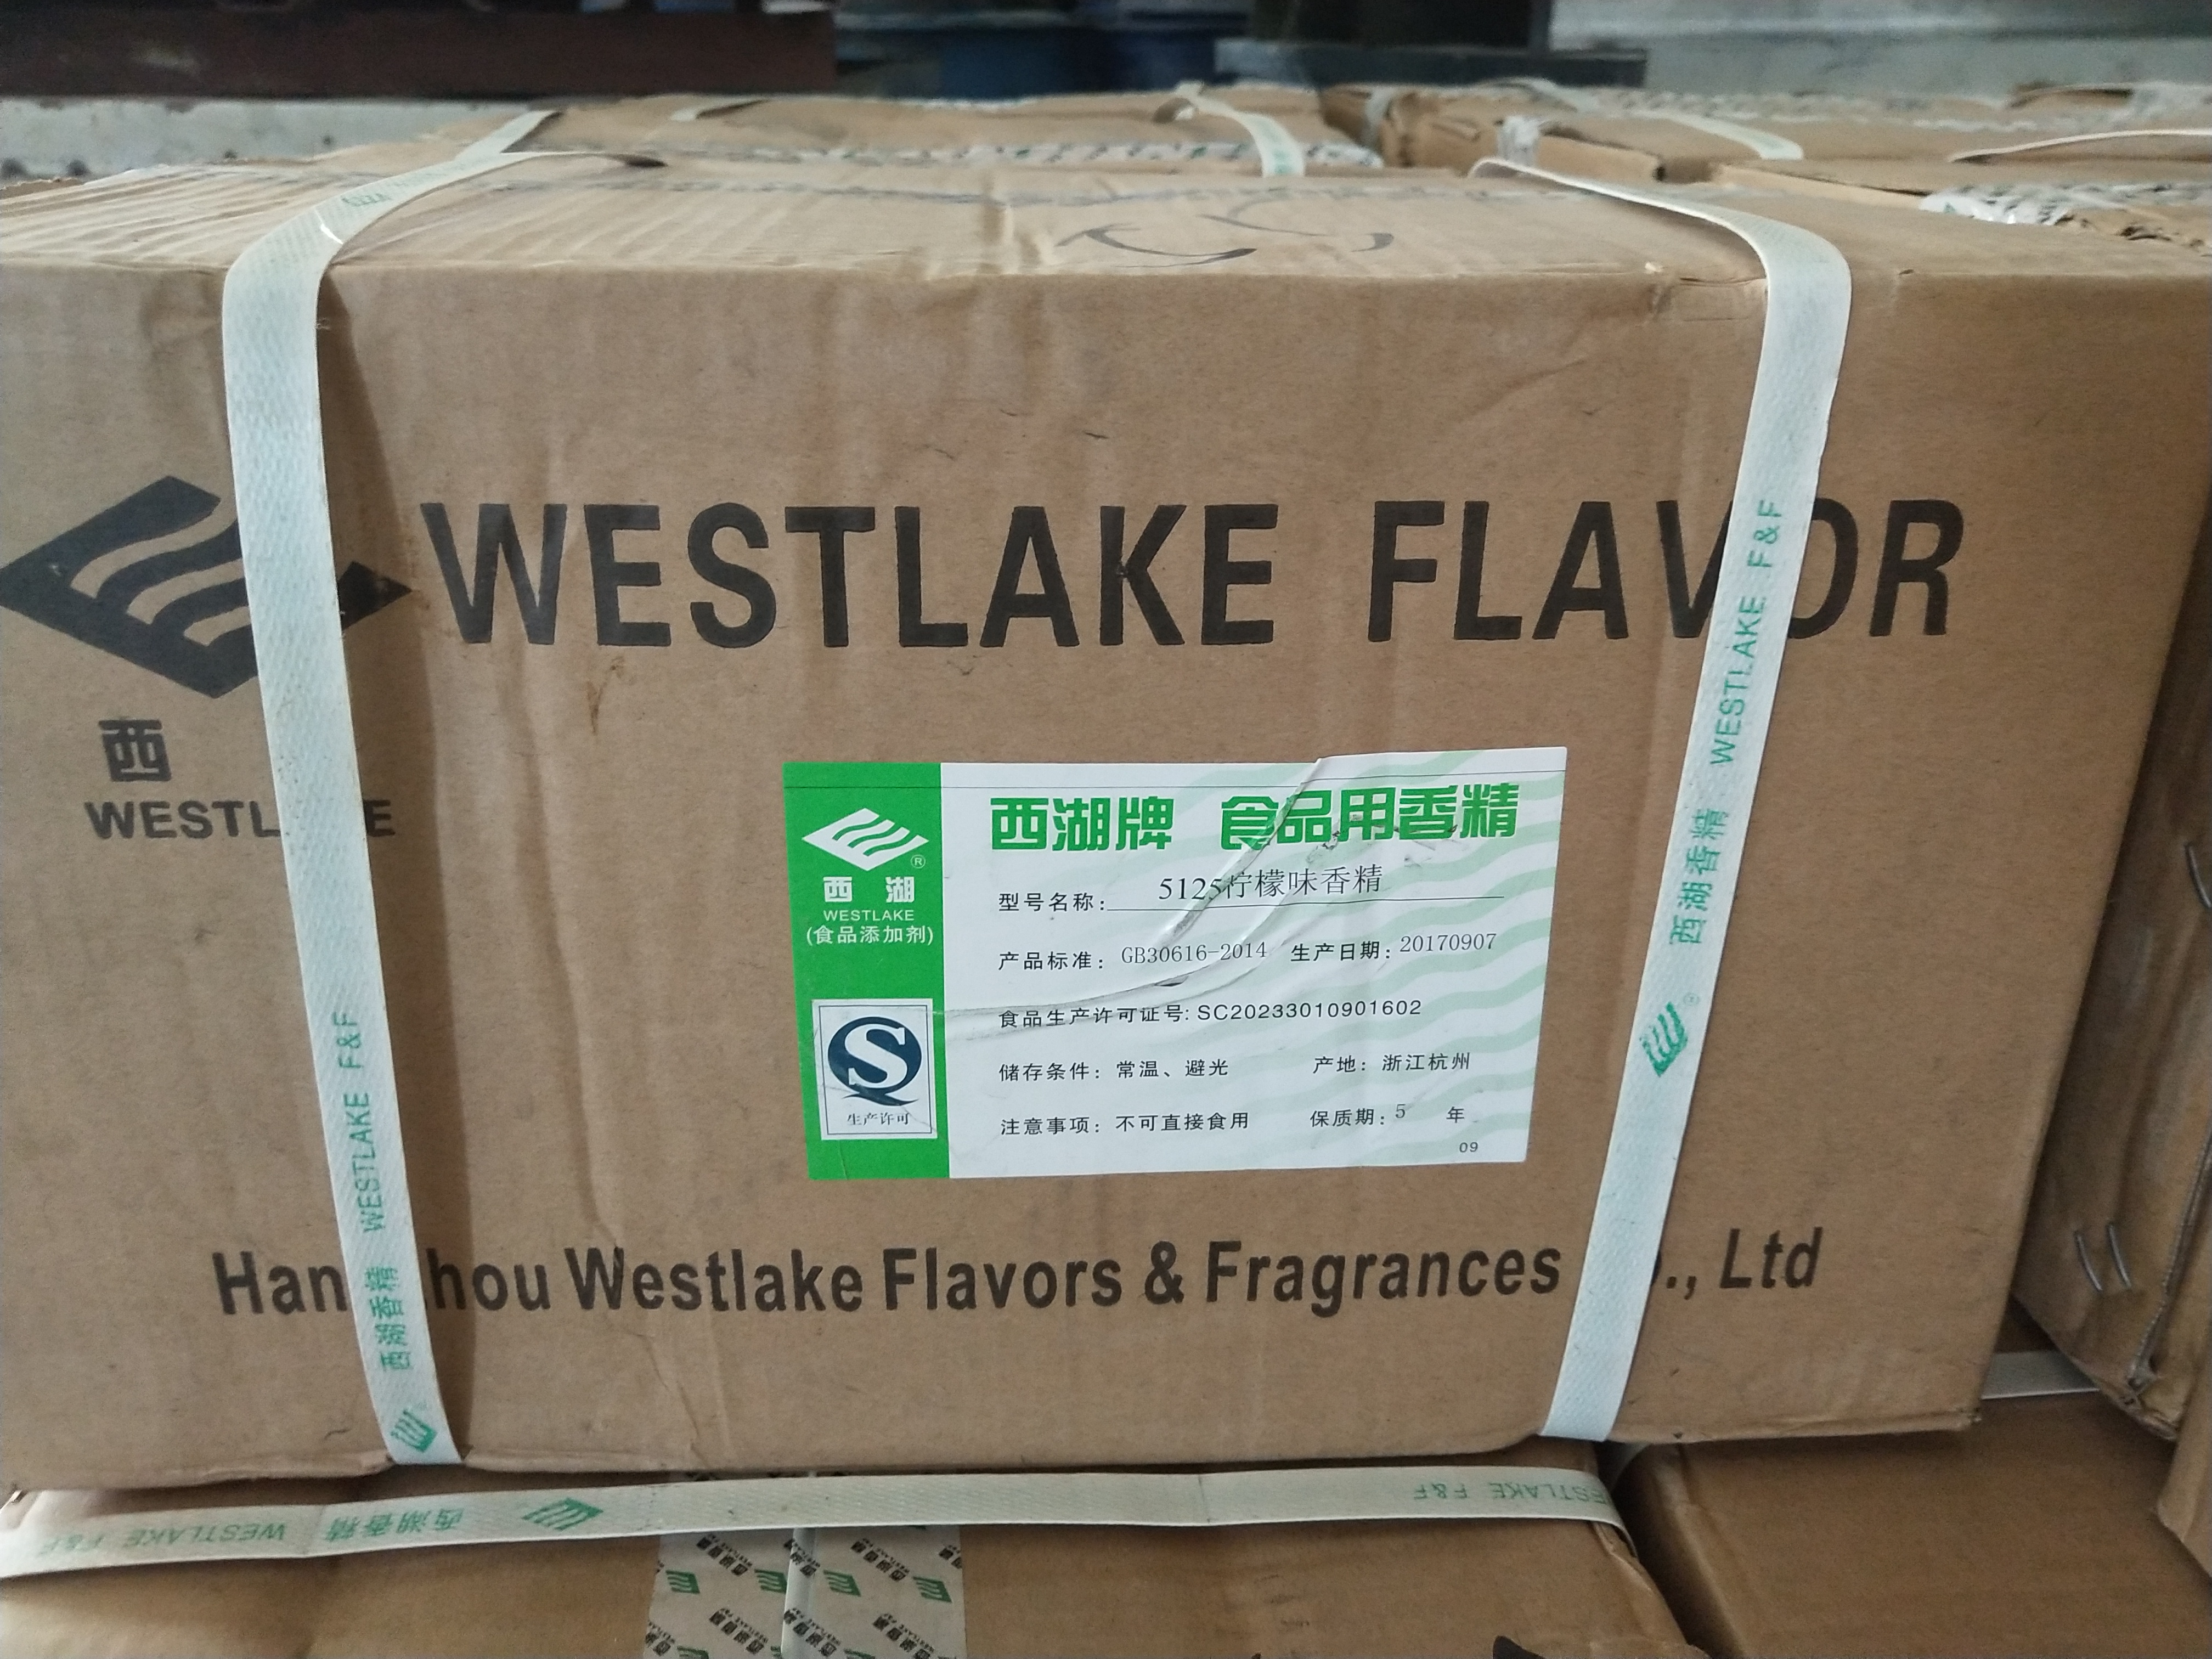 WESTLAKE FLAVOR
西
WESTL E
西湖牌 食品用香精
®
西湖
WESTLAKE
(食品添加剂)
型号名称: 5125柠檬味香精
产品标准: GB30616-2014 生产日期: 20170907
食品生产许可证号: SC20233010901602
储存条件: 常温、避光 产地: 浙江杭州
注意事项: 不可直接食用 保质期: 5 年
09
S
生产许可
Han hou Westlake Flavors & Fragrances ., Ltd
西湖香精 WESTLAKE F&F
西湖香精 WESTLAKE F&F
西湖香精 WESTLAKE F&F
ESTLAKE F&F